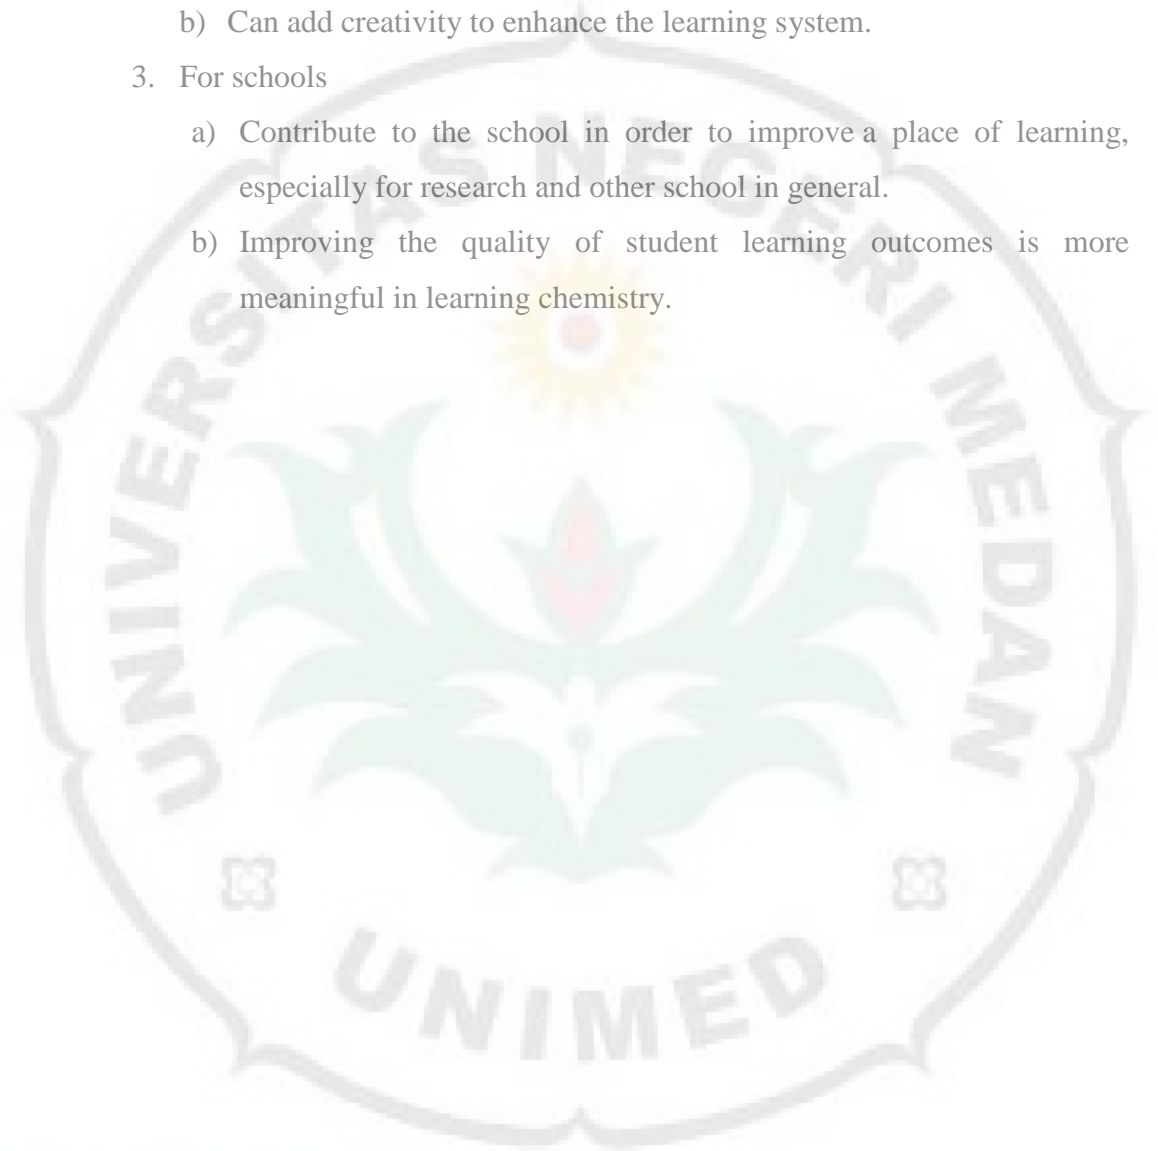 b) Can add creativity to enhance the learning system.
3. For schools
a) Contribute to the school in order to improve a place of learning,
especially for research and other school in general.
b) Improving the quality of student learning outcomes is more
meaningful in learning chemistry.
UNIVERSITAS NEGERI MEDAN
UNIMED